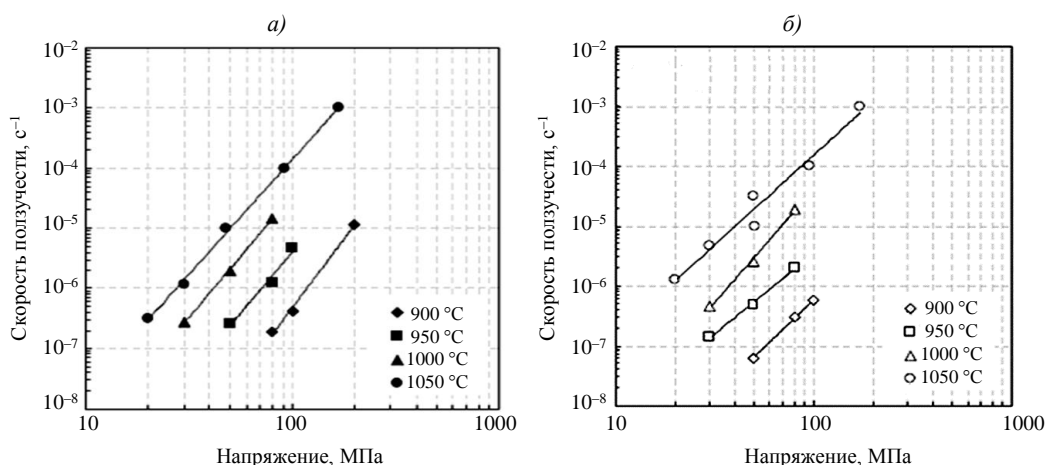 а)
Скорость ползучести, с⁻¹
10⁻²
10⁻³
10⁻⁴
10⁻⁵
10⁻⁶
10⁻⁷
10⁻⁸
900 °C
950 °C
1000 °C
1050 °C
10 100 1000
Напряжение, МПа
б)
Скорость ползучести, с⁻¹
10⁻²
10⁻³
10⁻⁴
10⁻⁵
10⁻⁶
10⁻⁷
10⁻⁸
900 °C
950 °C
1000 °C
1050 °C
10 100 1000
Напряжение, МПа